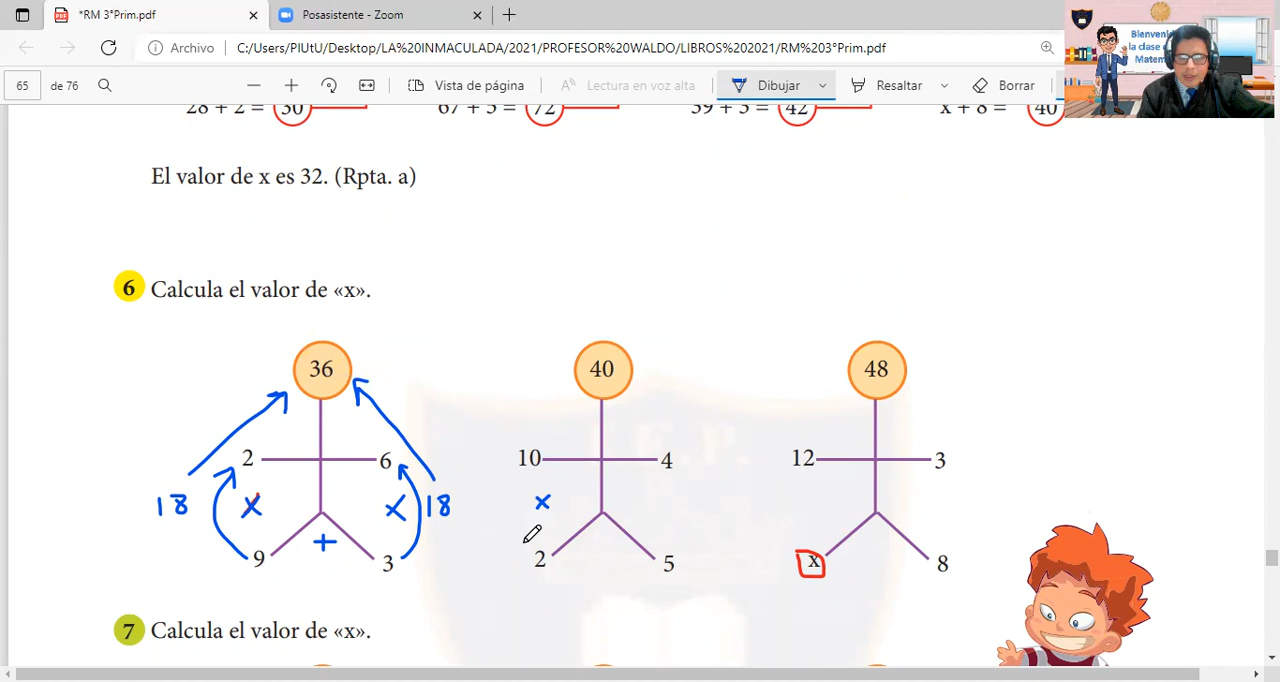 *RM 3°Prim.pdf
Posasistente - Zoom
Archivo
C:/Users/PIUtU/Desktop/LA%20INMACULADA/2021/PROFESOR%20WALDO/LIBROS%202021/RM%203°Prim.pdf
65 de 76
Vista de página
Lectura en voz alta
Dibujar
Resaltar
Borrar
28 + 2 = 30
67 + 5 = 72
39 + 3 = 42
x + 8 = 40
El valor de x es 32. (Rpta. a)
6 Calcula el valor de «x».
36 40 48
2 6 10 4 12 3
18 x x 18 x
9 + 3 2 5 x 8
7 Calcula el valor de «x».